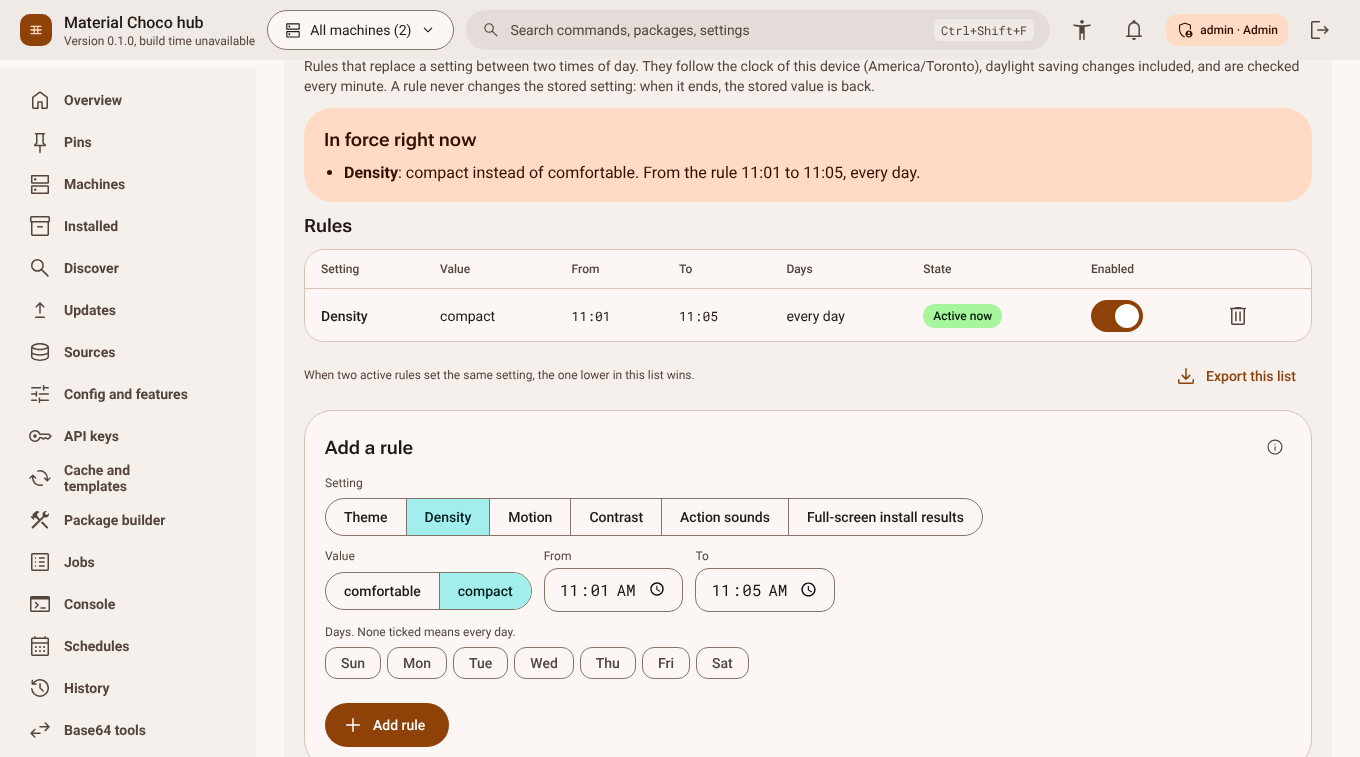 Material Choco hub
Version 0.1.0, build time unavailable
All machines (2)
Search commands, packages, settings
Ctrl+Shift+F
admin · Admin
Overview
Pins
Machines
Installed
Discover
Updates
Sources
Config and features
API keys
Cache and
templates
Package builder
Jobs
Console
Schedules
History
Base64 tools
Rules that replace a setting between two times of day. They follow the clock of this device (America/Toronto), daylight saving changes included, and are checked
every minute. A rule never changes the stored setting: when it ends, the stored value is back.
In force right now
• Density: compact instead of comfortable. From the rule 11:01 to 11:05, every day.
Rules
Setting Value From To Days State Enabled
Density compact 11:01 11:05 every day Active now
When two active rules set the same setting, the one lower in this list wins.
Export this list
Add a rule
Setting
Theme Density Motion Contrast Action sounds Full-screen install results
Value From To
comfortable compact 11:01 AM 11:05 AM
Days. None ticked means every day.
Sun Mon Tue Wed Thu Fri Sat
Add rule